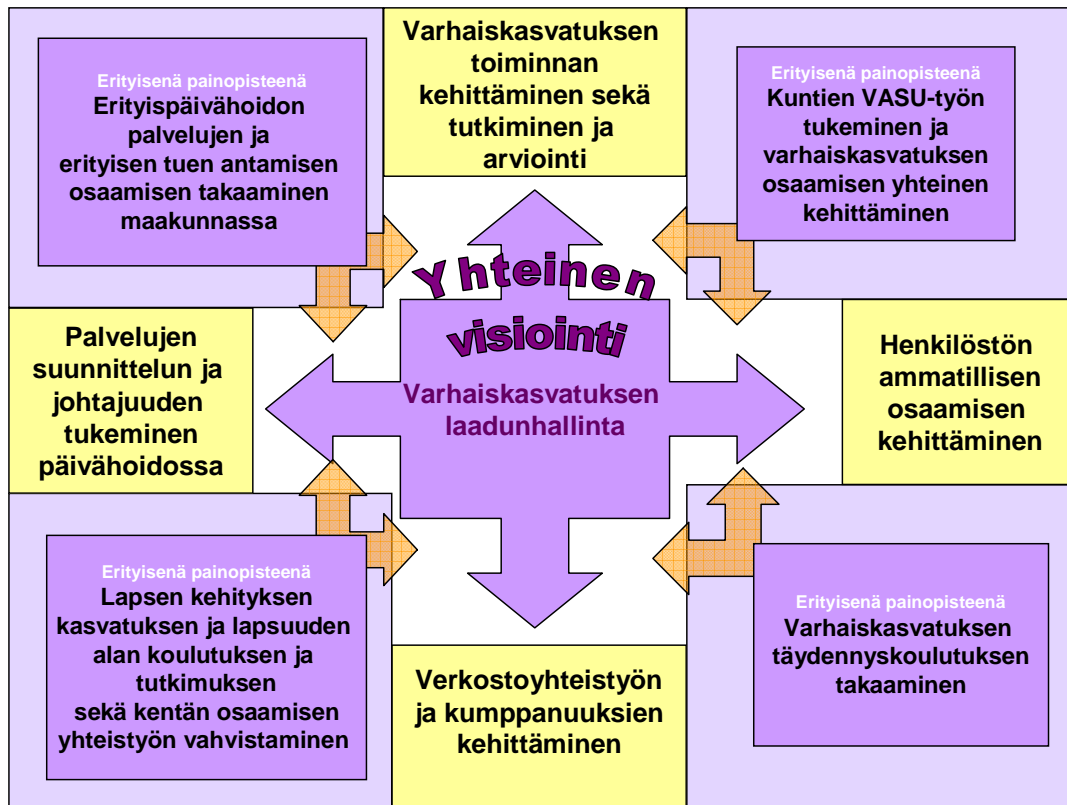 Erityisenä painopisteenä
Erityispäivähoidon
palvelujen ja
erityisen tuen antamisen
osaamisen takaaminen
maakunnassa
Varhaiskasvatuksen
toiminnan
kehittäminen sekä
tutkiminen ja
arviointi
Erityisenä painopisteenä
Kuntien VASU-työn
tukeminen ja
varhaiskasvatuksen
osaamisen yhteinen
kehittäminen
Palvelujen
suunnittelun ja
johtajuuden
tukeminen
päivähoidossa
Yhteinen
visiointi
Varhaiskasvatuksen
laadunhallinta
Henkilöstön
ammatillisen
osaamisen
kehittäminen
Erityisenä painopisteenä
Lapsen kehityksen
kasvatuksen ja lapsuuden
alan koulutuksen ja
tutkimuksen
sekä kentän osaamisen
yhteistyön vahvistaminen
Verkostoyhteistyön
ja kumppanuuksien
kehittäminen
Erityisenä painopisteenä
Varhaiskasvatuksen
täydennyskoulutuksen
takaaminen